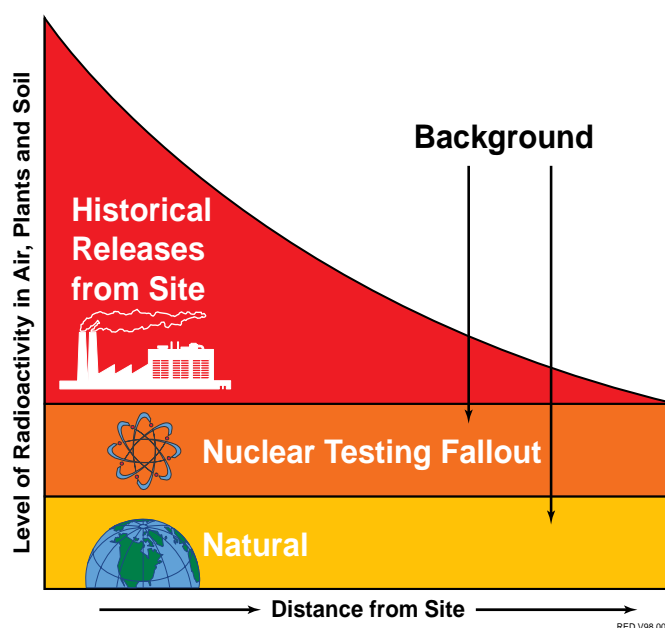 Level of Radioactivity in Air, Plants and Soil
Background
Historical
Releases
from Site
Nuclear Testing Fallout
Natural
Distance from Site